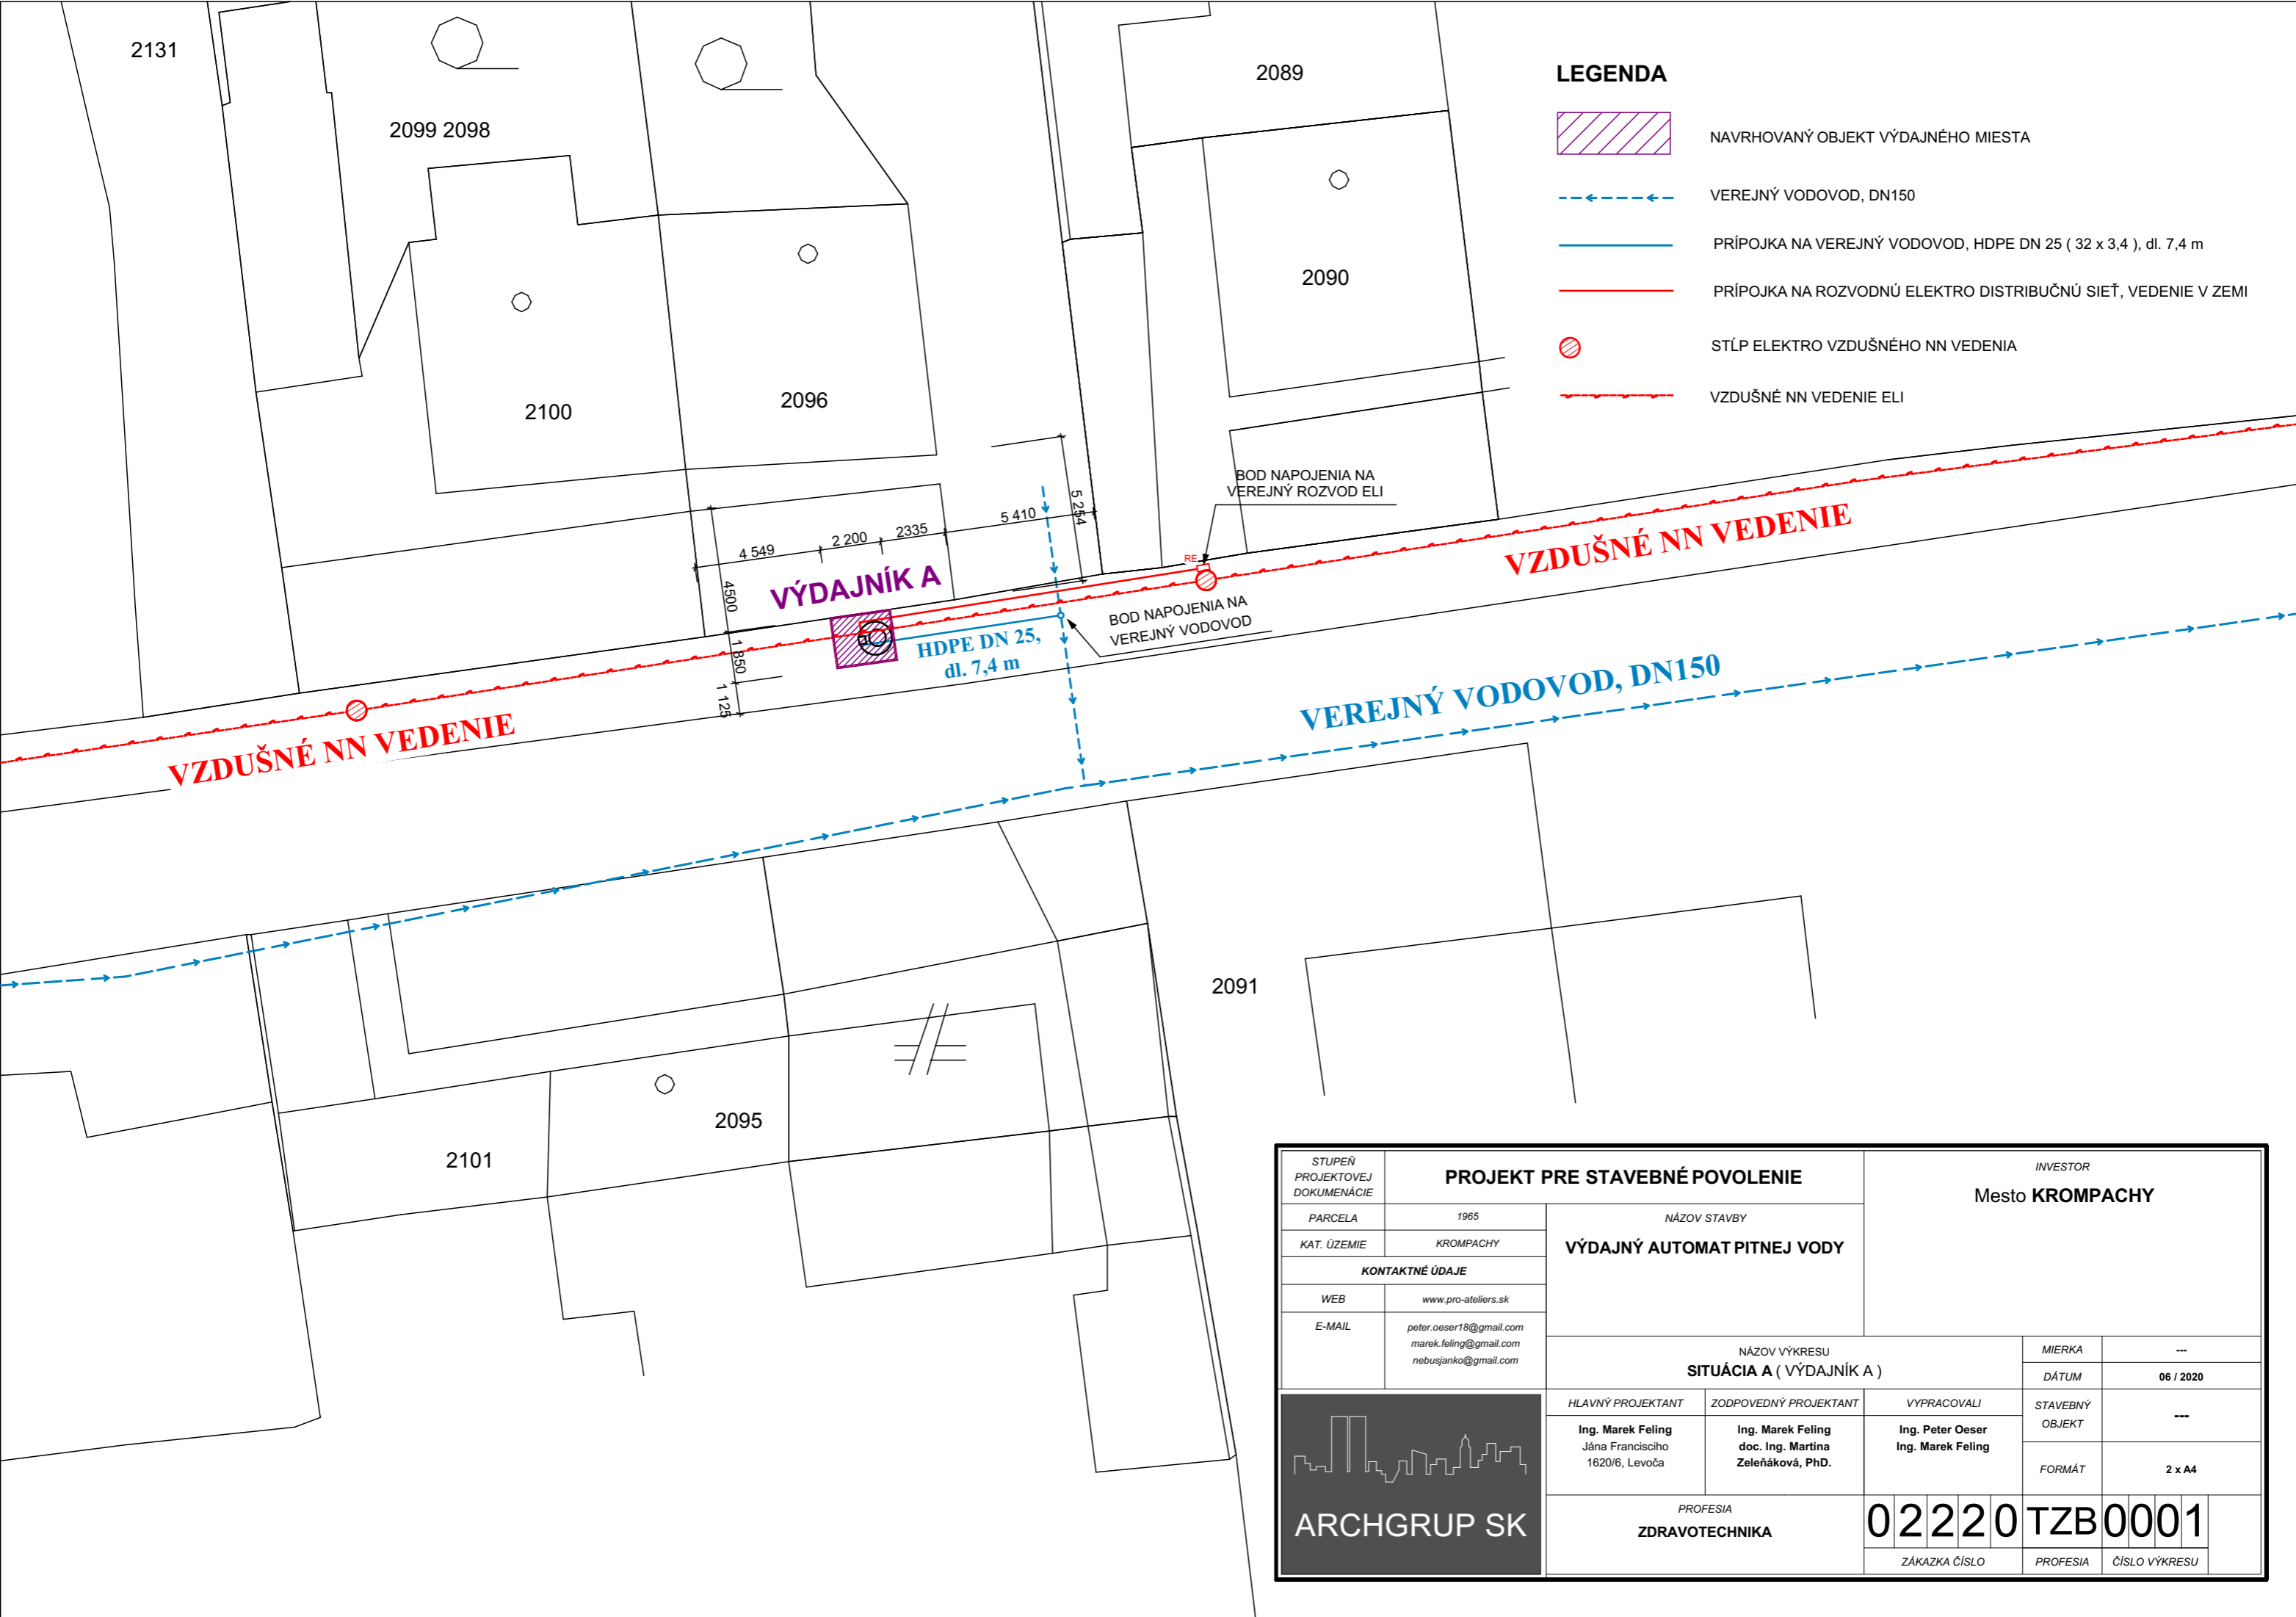 2131
2099 2098
2089
2090
2100
2096
LEGENDA
NAVRHOVANÝ OBJEKT VÝDAJNÉHO MIESTA
VEREJNÝ VODOVOD, DN150
PRÍPOJKA NA VEREJNÝ VODOVOD, HDPE DN 25 ( 32 x 3,4 ), dl. 7,4 m
PRÍPOJKA NA ROZVODNÚ ELEKTRO DISTRIBUČNÚ SIEŤ, VEDENIE V ZEMI
STĹP ELEKTRO VZDUŠNÉHO NN VEDENIA
VZDUŠNÉ NN VEDENIE ELI
BOD NAPOJENIA NA
VEREJNÝ ROZVOD ELI
4 549
2 200
2335
5 410
5 254
4500
1 850
1 125
RE
VÝDAJNÍK A
HDPE DN 25,
dl. 7,4 m
BOD NAPOJENIA NA
VEREJNÝ VODOVOD
VZDUŠNÉ NN VEDENIE
VZDUŠNÉ NN VEDENIE
VEREJNÝ VODOVOD, DN150
2091
2095
2101
STUPEŇ
PROJEKTOVEJ
DOKUMENÁCIE
PROJEKT PRE STAVEBNÉ POVOLENIE
INVESTOR
Mesto KROMPACHY
PARCELA
1965
KAT. ÚZEMIE
KROMPACHY
NÁZOV STAVBY
VÝDAJNÝ AUTOMAT PITNEJ VODY
KONTAKTNÉ ÚDAJE
WEB
www.pro-ateliers.sk
E-MAIL
peter.oeser18@gmail.com
marek.feling@gmail.com
nebusjanko@gmail.com
NÁZOV VÝKRESU
SITUÁCIA A ( VÝDAJNÍK A )
MIERKA
---
DÁTUM
06 / 2020
HLAVNÝ PROJEKTANT
Ing. Marek Feling
Jána Francisciho
1620/6, Levoča
ZODPOVEDNÝ PROJEKTANT
Ing. Marek Feling
doc. Ing. Martina
Zeleňáková, PhD.
VYPRACOVALI
Ing. Peter Oeser
Ing. Marek Feling
STAVEBNÝ
OBJEKT
---
FORMÁT
2 x A4
ARCHGRUP SK
PROFESIA
ZDRAVOTECHNIKA
02220 TZB 0001
ZÁKAZKA ČÍSLO
PROFESIA
ČÍSLO VÝKRESU